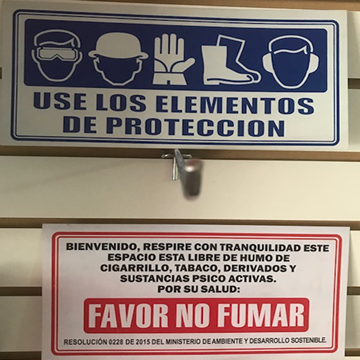 USE LOS ELEMENTOS
DE PROTECCION
BIENVENIDO, RESPIRE CON TRANQUILIDAD ESTE
ESPACIO ESTA LIBRE DE HUMO DE
CIGARRILLO, TABACO, DERIVADOS Y
SUSTANCIAS PSICO ACTIVAS.
POR SU SALUD:
FAVOR NO FUMAR
RESOLUCIÓN 0228 DE 2015 DEL MINISTERIO DE AMBIENTE Y DESARROLLO SOSTENIBLE.